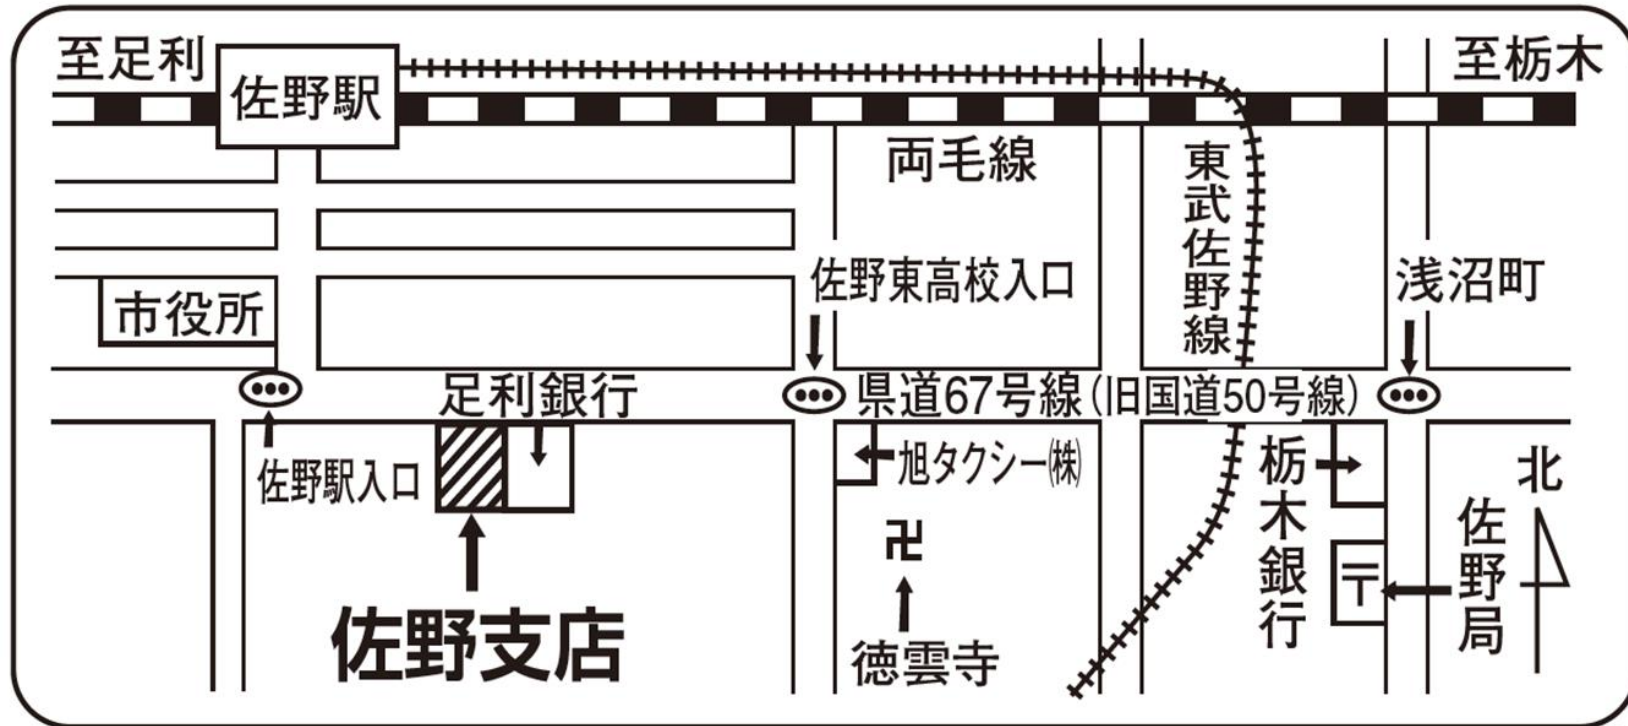 至足利
佐野駅
至栃木
両毛線
東武佐野線
佐野東高校入口
浅沼町
市役所
足利銀行
県道67号線(旧国道50号線)
佐野駅入口
旭タクシー㈱
栃木銀行
北
佐野局
卍
〒
佐野支店
徳雲寺